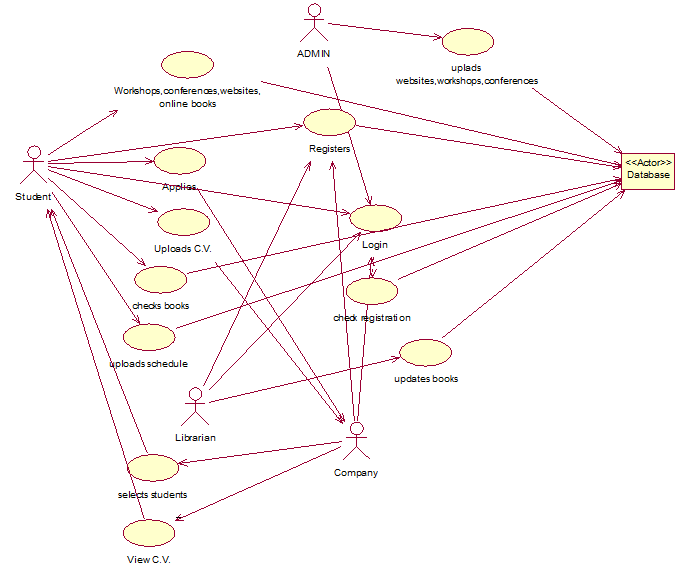 ADMIN
uplads
websites,workshops,conferences
Workshops,conferences,websites,
online books
Registers
<<Actor>>
Database
Applies
Student
Login
Uploads C.V.
checks books
check registration
uploads schedule
updates books
Librarian
Company
selects students
View C.V.